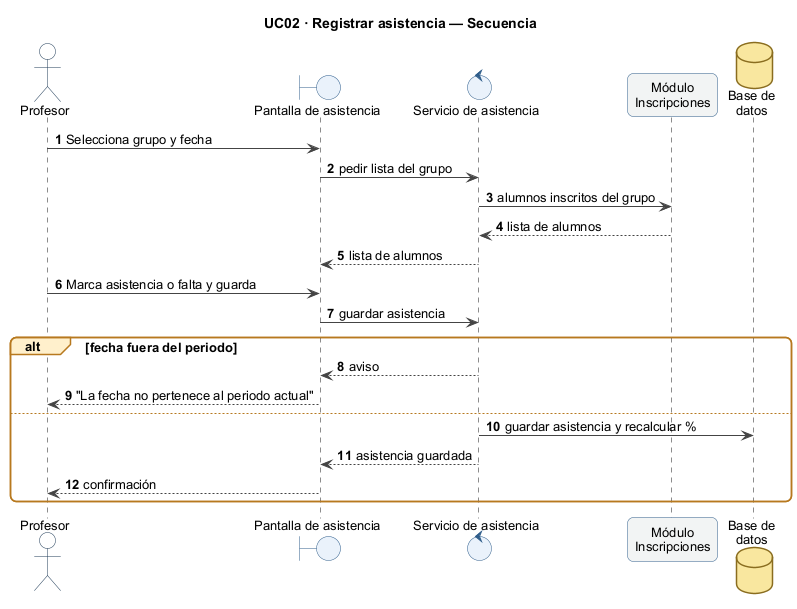 UC02 · Registrar asistencia — Secuencia
Profesor
Pantalla de asistencia
Servicio de asistencia
Módulo
Inscripciones
Base de
datos
1 Selecciona grupo y fecha
2 pedir lista del grupo
3 alumnos inscritos del grupo
4 lista de alumnos
5 lista de alumnos
6 Marca asistencia o falta y guarda
7 guardar asistencia
alt [fecha fuera del periodo]
8 aviso
9 "La fecha no pertenece al periodo actual"
10 guardar asistencia y recalcular %
11 asistencia guardada
12 confirmación
Profesor
Pantalla de asistencia
Servicio de asistencia
Módulo
Inscripciones
Base de
datos